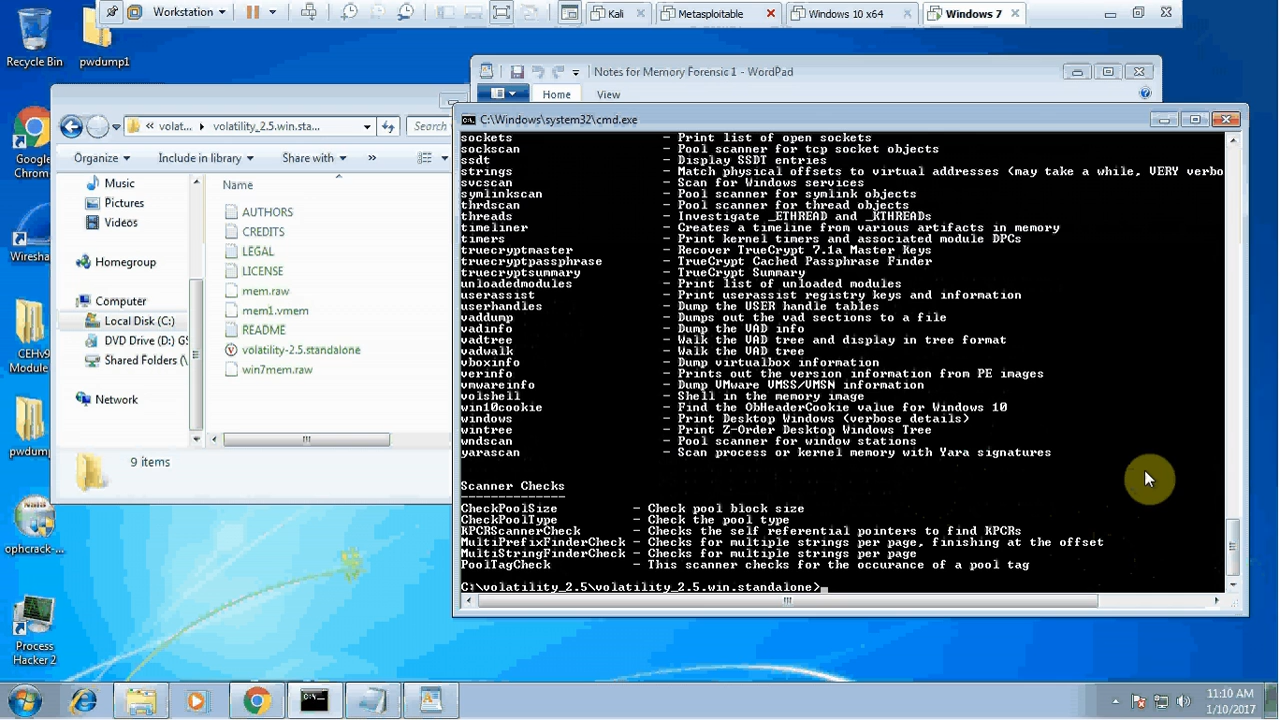 Workstation
Kali
Metasploitable
Windows 10 x64
Windows 7
Recycle Bin
pwdump1
Google
Chrom
Wiresha
CEHv9
Module
pwdum
ophcrack-...
Process
Hacker 2
Notes for Memory Forensic 1 - WordPad
Home
View
« volat...
volatility_2.5.win.sta...
Search
Organize
Include in library
Share with
»
Music
Pictures
Videos
Homegroup
Computer
Local Disk (C:)
DVD Drive (D:) GS
Shared Folders (\
Network
Name
AUTHORS
CREDITS
LEGAL
LICENSE
mem.raw
mem1.vmem
README
volatility-2.5.standalone
win7mem.raw
9 items
C:\Windows\system32\cmd.exe
sockets - Print list of open sockets
sockscan - Pool scanner for tcp socket objects
ssdt - Display SSDT entries
strings - Match physical offsets to virtual addresses (may take a while, VERY verbo
svcscan - Scan for Windows services
symlinkscan - Pool scanner for symlink objects
thrdscan - Pool scanner for thread objects
threads - Investigate _ETHREAD and _KTHREADs
timeliner - Creates a timeline from various artifacts in memory
timers - Print kernel timers and associated module DPCs
truecryptmaster - Recover TrueCrypt 7.1a Master Keys
truecryptpassphrase - TrueCrypt Cached Passphrase Finder
truecryptsummary - TrueCrypt Summary
unloadedmodules - Print list of unloaded modules
userassist - Print userassist registry keys and information
userhandles - Dump the USER handle tables
vaddump - Dumps out the vad sections to a file
vadinfo - Dump the VAD info
vadtree - Walk the VAD tree and display in tree format
vadwalk - Walk the VAD tree
vboxinfo - Dump virtualbox information
verinfo - Prints out the version information from PE images
vmwareinfo - Dump VMware VMSS/VMSN information
volshell - Shell in the memory image
win10cookie - Find the ObHeaderCookie value for Windows 10
windows - Print Desktop Windows (verbose details)
wintree - Print Z-Order Desktop Windows Tree
wndscan - Pool scanner for window stations
yarascan - Scan process or kernel memory with Yara signatures
Scanner Checks
--------------
CheckPoolSize - Check pool block size
CheckPoolType - Check the pool type
KPCRScannerCheck - Checks the self referential pointers to find KPCRs
MultiPrefixFinderCheck - Checks for multiple strings per page, finishing at the offset
MultiStringFinderCheck - Checks for multiple strings per page
PoolTagCheck - This scanner checks for the occurance of a pool tag
C:\volatility_2.5\volatility_2.5.win.standalone>
11:10 AM
1/10/2017